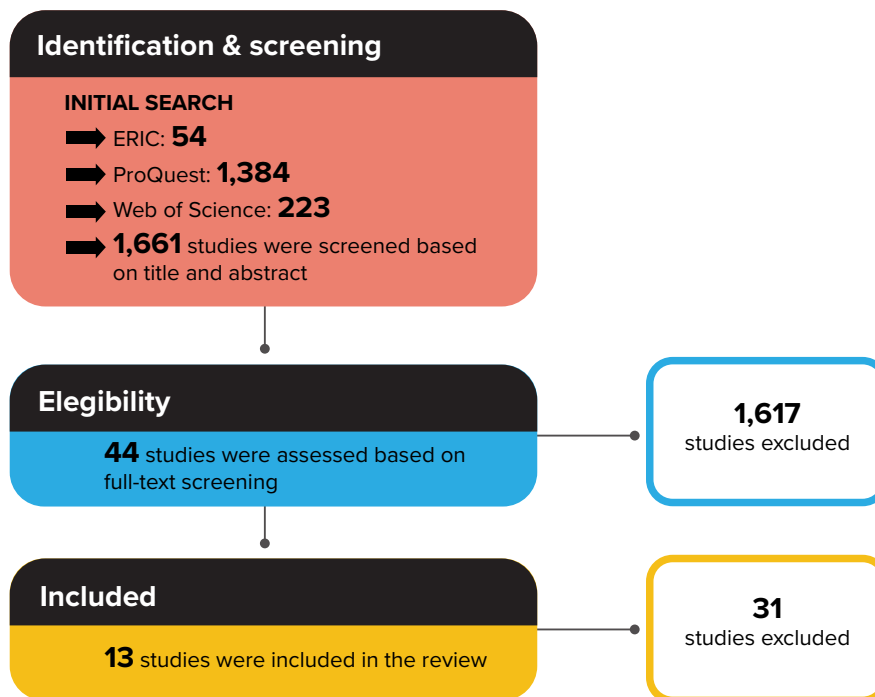 Identification & screening
INITIAL SEARCH
ERIC: 54
ProQuest: 1,384
Web of Science: 223
1,661 studies were screened based
on title and abstract
Elegibility
44 studies were assessed based on
full-text screening
1,617
studies excluded
Included
13 studies were included in the review
31
studies excluded